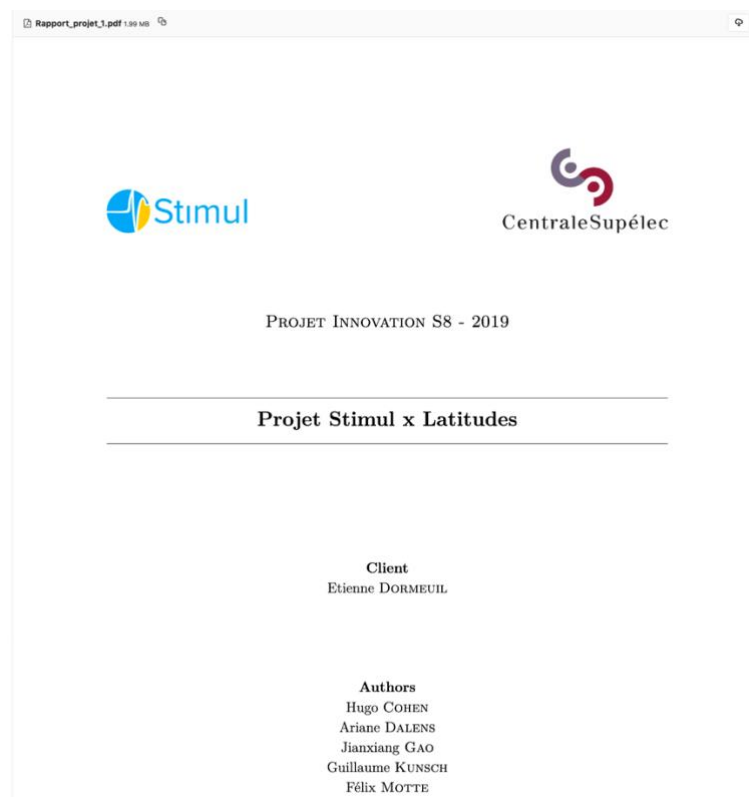 Rapport_projet_1.pdf 1.99 MB
Stimul
CentraleSupélec
PROJET INNOVATION S8 - 2019
Projet Stimul x Latitudes
Client
Etienne DORMEUIL
Authors
Hugo COHEN
Ariane DALENS
Jianxiang GAO
Guillaume KUNSCH
Félix MOTTE